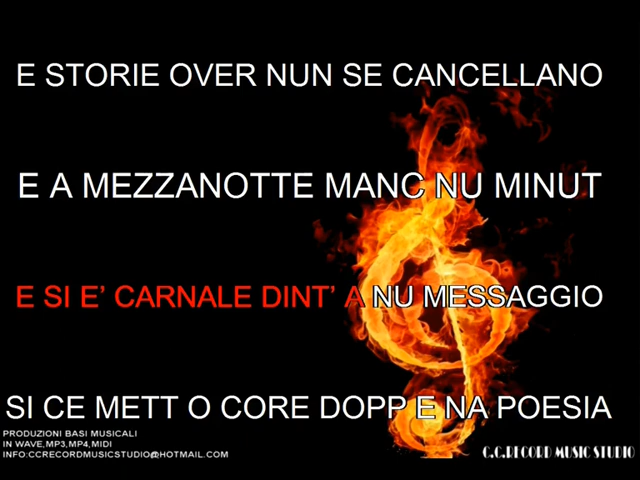 E STORIE OVER NUN SE CANCELLANO
E A MEZZANOTTE MANC NU MINUT
E SI E' CARNALE DINT' A NU MESSAGGIO
SI CE METT O CORE DOPP E NA POESIA
PRODUZIONI BASI MUSICALI
IN WAVE,MP3,MP4,MIDI
INFO:CCRECORDMUSICSTUDIO@HOTMAIL.COM
C.C.RECORD MUSIC STUDIO